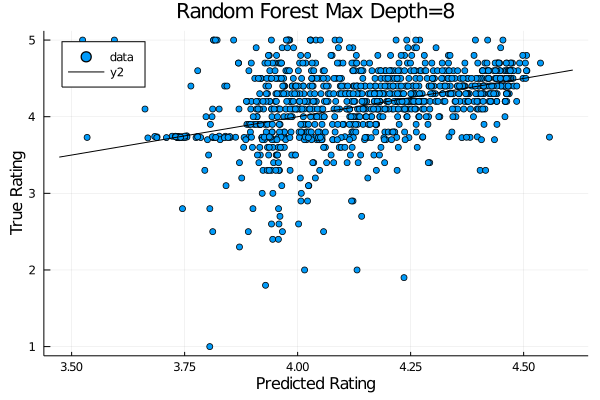 Random Forest Max Depth=8
data
y2
5
4
3
2
1
True Rating
3.50 3.75 4.00 4.25 4.50
Predicted Rating